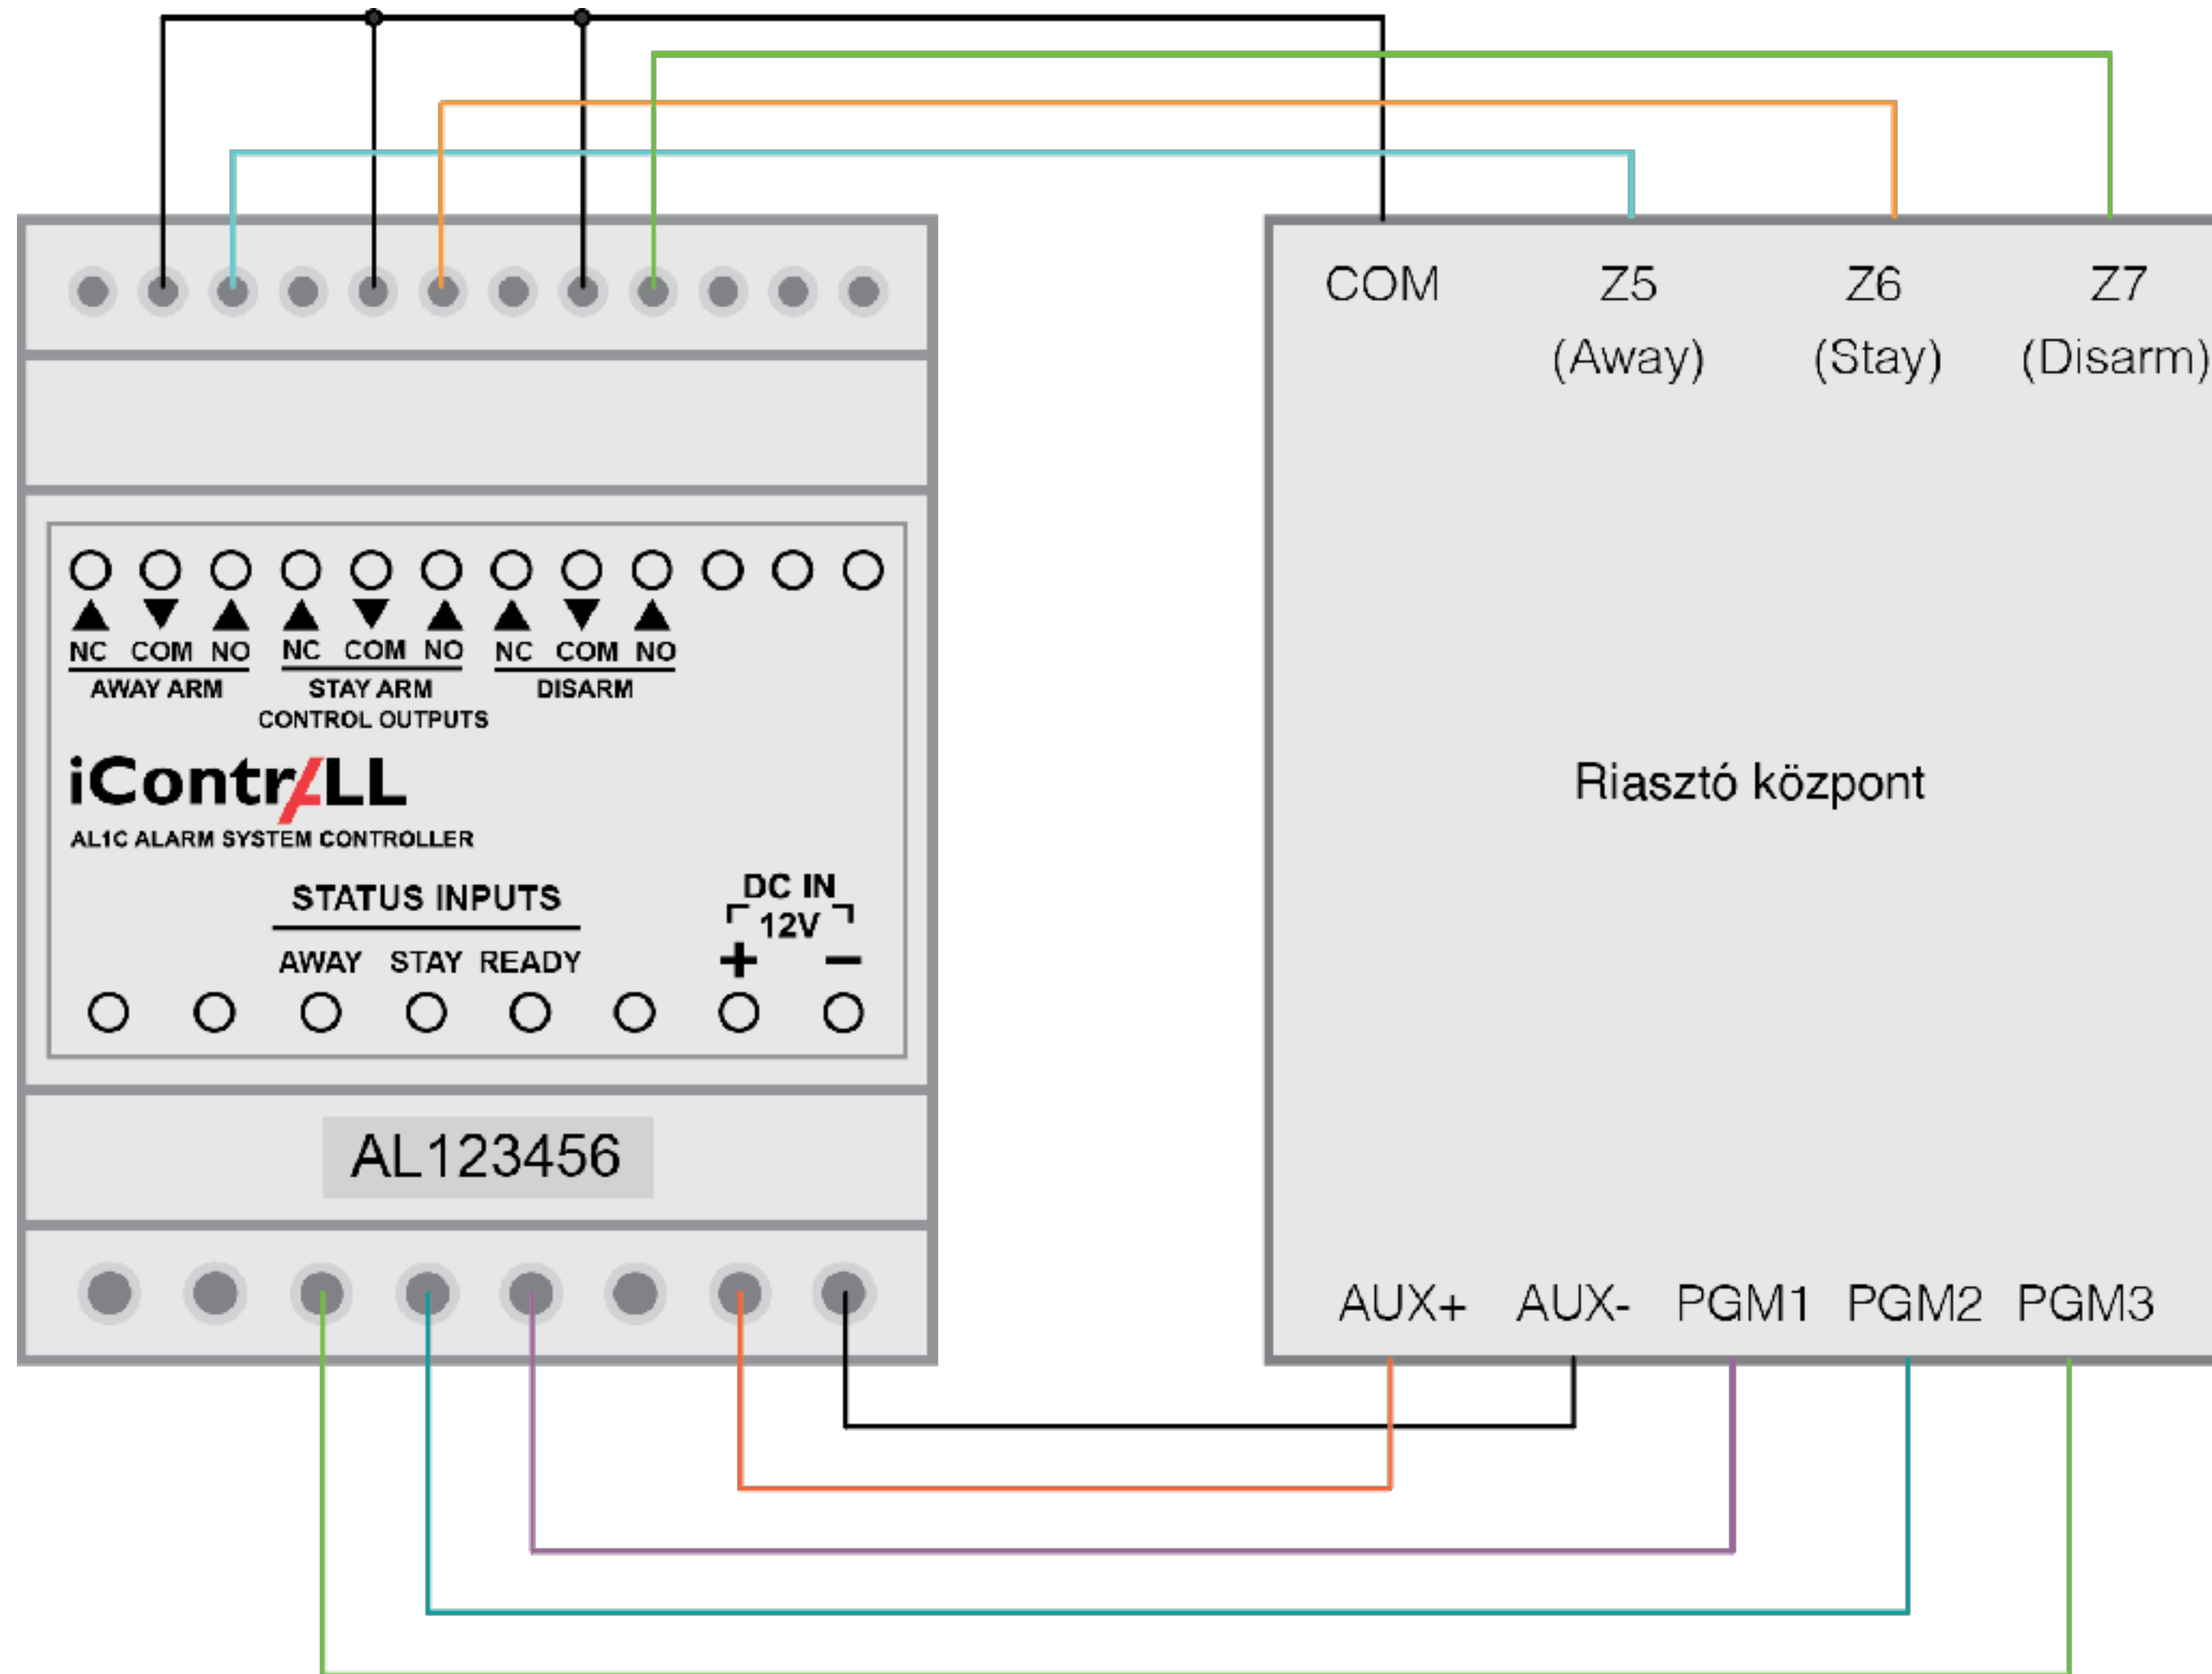 COM Z5 Z6 Z7
(Away) (Stay) (Disarm)
NC COM NO NC COM NO NC COM NO
AWAY ARM STAY ARM DISARM
CONTROL OUTPUTS
iContrALL
AL1C ALARM SYSTEM CONTROLLER
Riasztó központ
STATUS INPUTS
AWAY STAY READY
DC IN
12V
+ −
AL123456
AUX+ AUX- PGM1 PGM2 PGM3